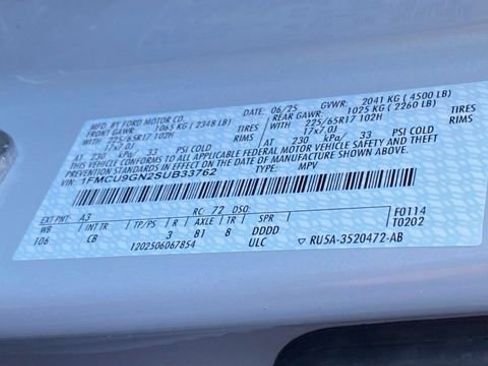 MFD. BY FORD MOTOR CO.
DATE: 06/25 GVWR: 2041 KG ( 4500 LB)
FRONT GAWR: 1065 KG ( 2348 LB) REAR GAWR: 1025 KG ( 2260 LB)
WITH 225/65R17 102H TIRES WITH 225/65R17 102H TIRES
17x7.0J RIMS 17x7.0J RIMS
AT 230 kPa/ 33 PSI COLD AT 230 kPa/ 33 PSI COLD
THIS VEHICLE CONFORMS TO ALL APPLICABLE FEDERAL MOTOR VEHICLE SAFETY AND THEFT
PREVENTION STANDARDS IN EFFECT ON THE DATE OF MANUFACTURE SHOWN ABOVE.
VIN: 1FMCU9GN2SUB33762 TYPE: MPV
EXT PNT: A3 RC: 72 DSO: F0114
WB INT TR TP/PS R AXLE TR SPR T0202
106 CB 3 81 8 DDDD
1202506067854 ULC RU5A-3520472-AB